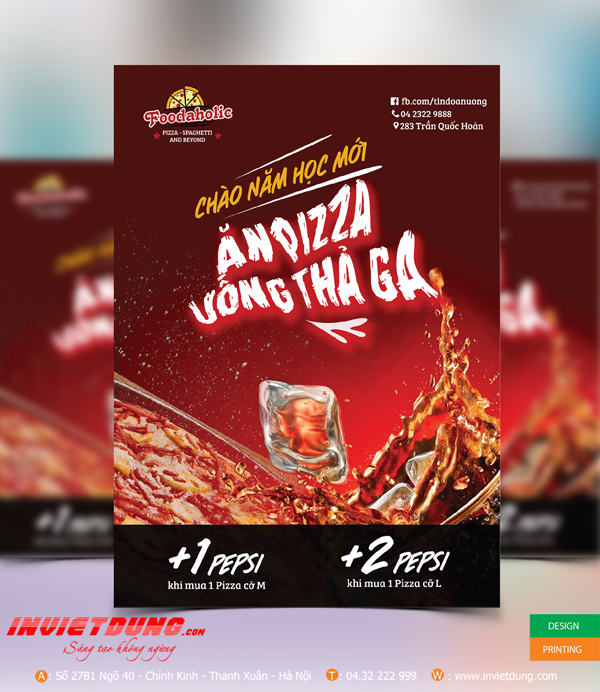 Foodaholic
PIZZA - SPAGHETTI
AND BEYOND
fb.com/tindoanuong
04 2322 9888
283 Trần Quốc Hoàn
CHÀO NĂM HỌC MỚI
ĂN PIZZA
UỐNG THẢ GA
+1 PEPSI
khi mua 1 Pizza cỡ M
+2 PEPSI
khi mua 1 Pizza cỡ L
INVIETDUNG.com
Sáng tạo không ngừng
DESIGN
PRINTING
A : Số 27B1 Ngõ 40 - Chính Kinh - Thanh Xuân - Hà Nội T : 04.32 222 999 W : www.invietdung.com